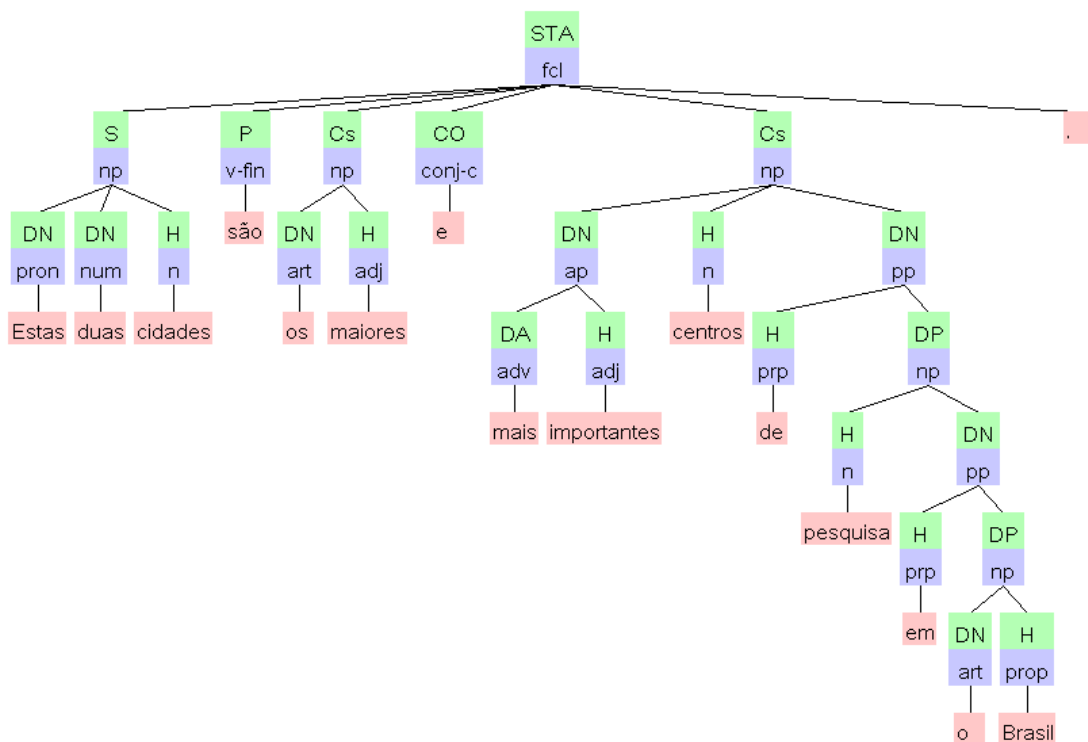 STA
fcl
S P Cs CO Cs .
np v-fin np conj-c np
DN DN H são DN H e DN H DN
pron num n art adj ap n pp
Estas duas cidades os maiores DA H centros H DP
adv adj prp np
mais importantes de H DN
n pp
pesquisa H DP
prp np
em DN H
art prop
o Brasil